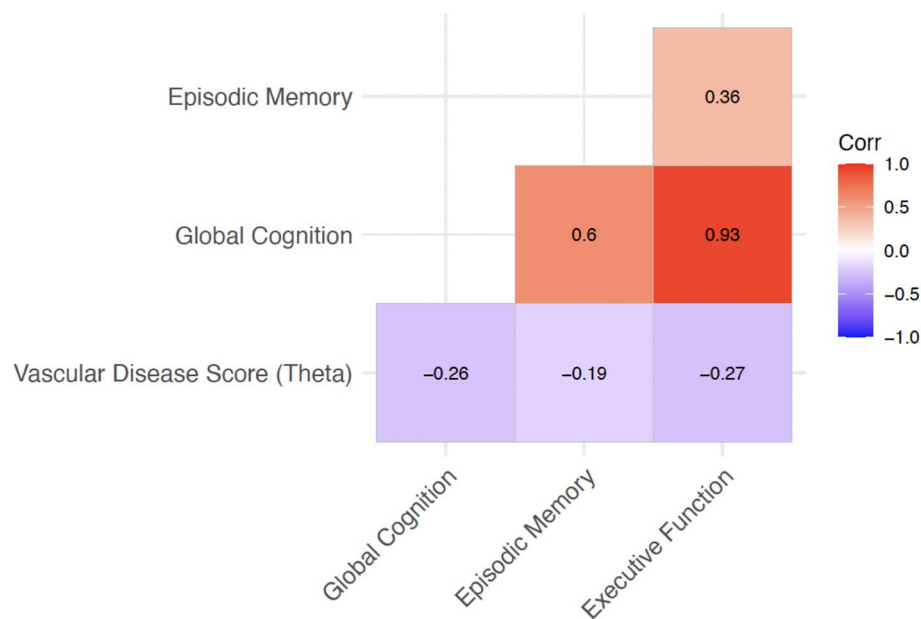 Episodic Memory
0.36
Corr
1.0
0.5
0.0
−0.5
−1.0
Global Cognition
0.6
0.93
Vascular Disease Score (Theta)
−0.26
−0.19
−0.27
Global Cognition
Episodic Memory
Executive Function